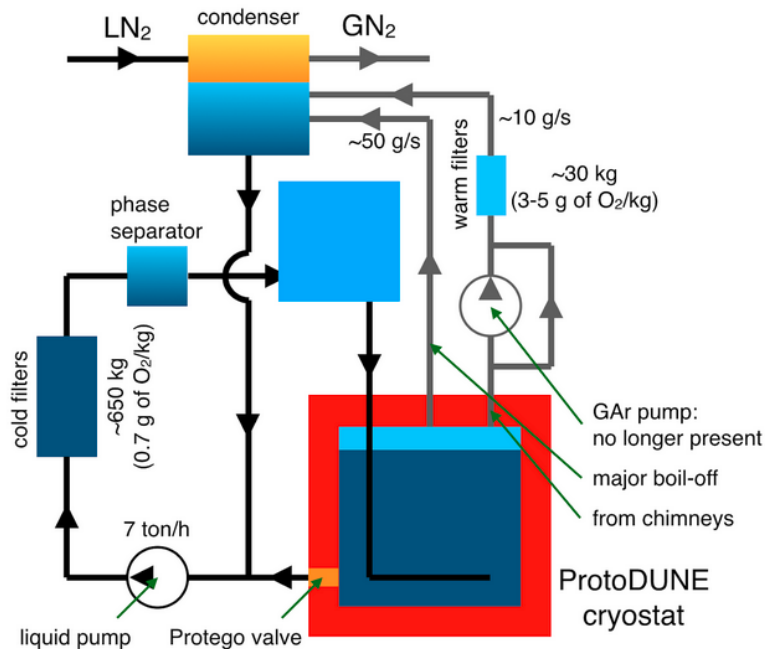 condenser
LN₂
GN₂
~50 g/s
~10 g/s
warm filters
~30 kg
(3-5 g of O₂/kg)
phase
separator
cold filters
~650 kg
(0.7 g of O₂/kg)
GAr pump:
no longer present
major boil-off
from chimneys
7 ton/h
ProtoDUNE
cryostat
liquid pump
Protego valve